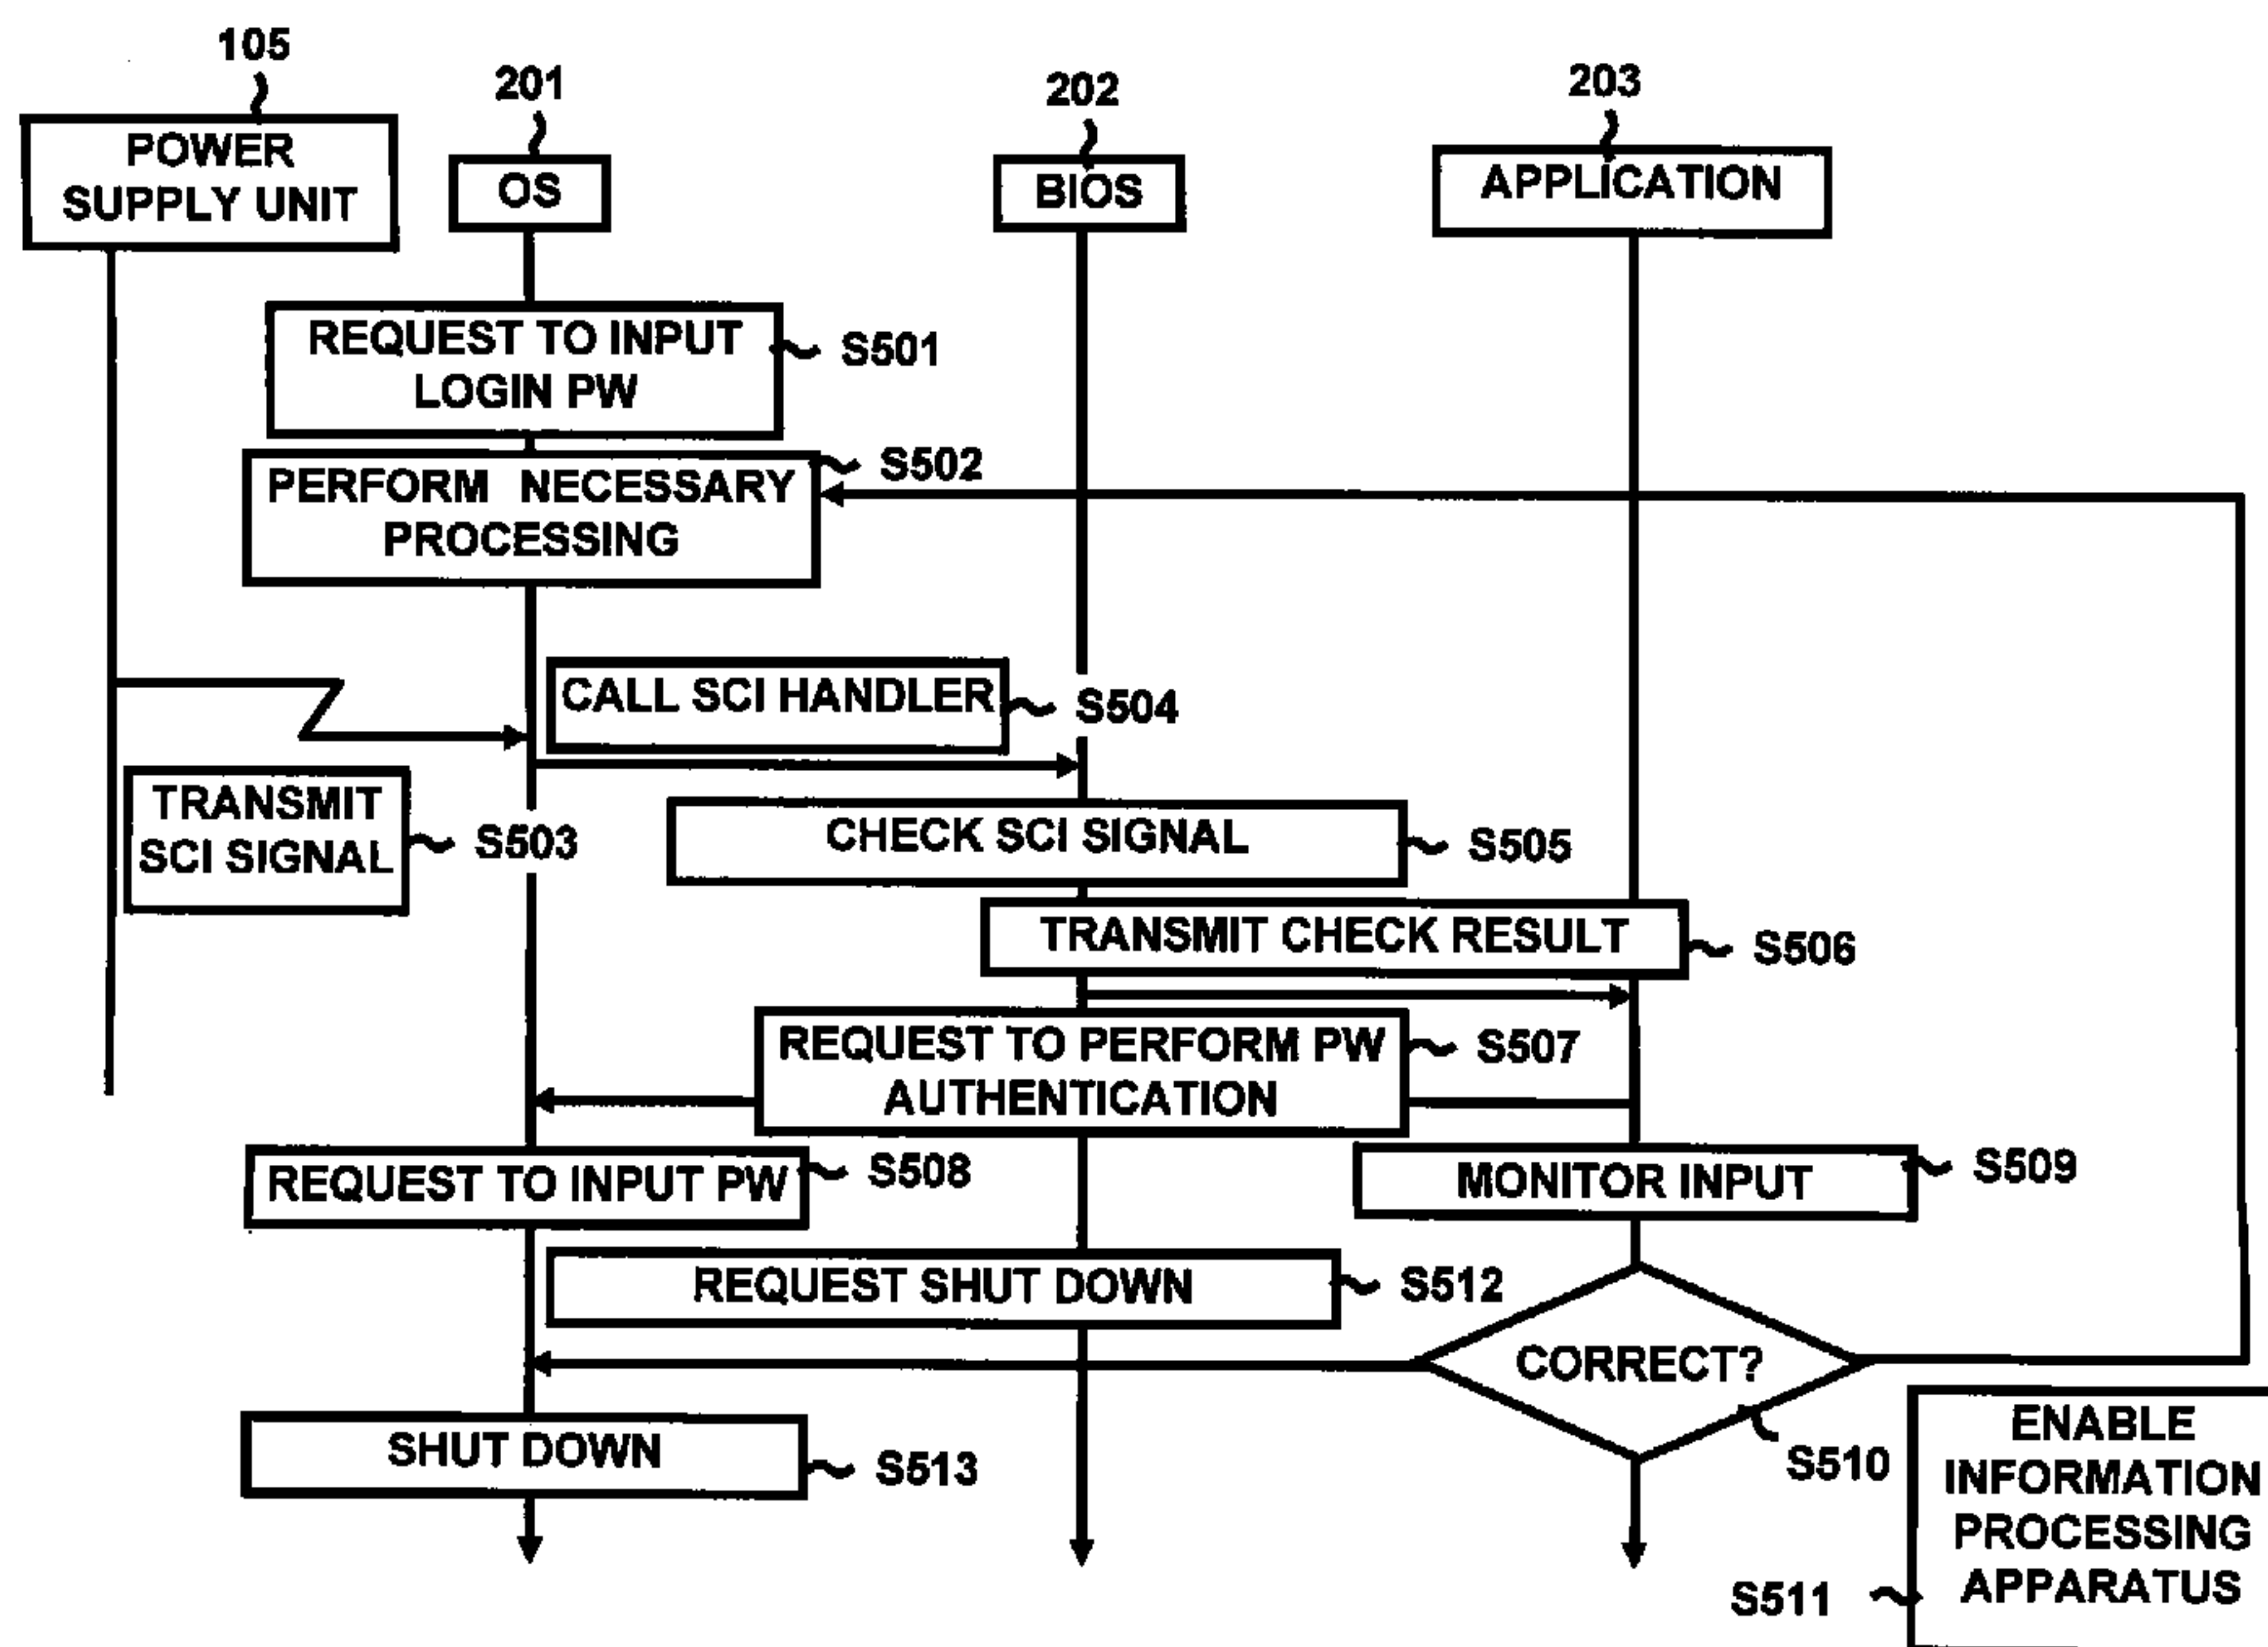 105
201
202
203
POWER
SUPPLY UNIT
OS
BIOS
APPLICATION
REQUEST TO INPUT
LOGIN PW
S501
PERFORM NECESSARY
PROCESSING
S502
CALL SCI HANDLER
S504
TRANSMIT
SCI SIGNAL
S503
CHECK SCI SIGNAL
S505
TRANSMIT CHECK RESULT
S506
REQUEST TO PERFORM PW
AUTHENTICATION
S507
REQUEST TO INPUT PW
S508
MONITOR INPUT
S509
REQUEST SHUT DOWN
S512
CORRECT?
S510
SHUT DOWN
S513
ENABLE
INFORMATION
PROCESSING
APPARATUS
S511